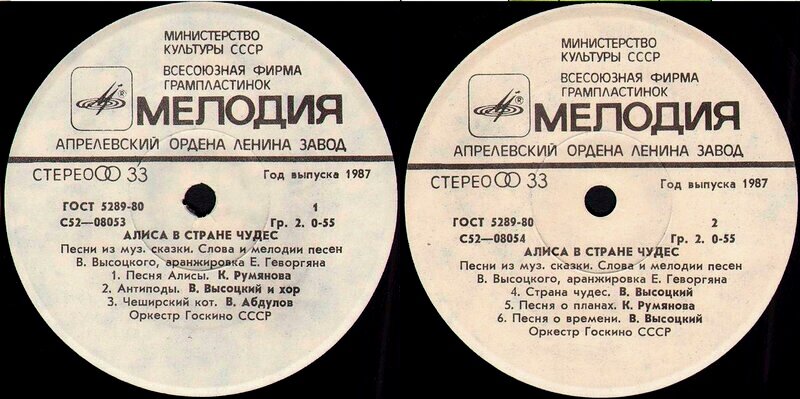 МИНИСТЕРСТВО
КУЛЬТУРЫ СССР
ВСЕСОЮЗНАЯ ФИРМА
ГРАМПЛАСТИНОК
МЕЛОДИЯ
АПРЕЛЕВСКИЙ ОРДЕНА ЛЕНИНА ЗАВОД
СТЕРЕО 33 Год выпуска 1987
ГОСТ 5289-80 1
С52—08053 Гр. 2. 0-55
АЛИСА В СТРАНЕ ЧУДЕС
Песни из муз. сказки. Слова и мелодии песен
В. Высоцкого, аранжировка Е. Геворгяна
1. Песня Алисы. К. Румянова
2. Антиподы. В. Высоцкий и хор
3. Чеширский кот. В. Абдулов
Оркестр Госкино СССР
МИНИСТЕРСТВО
КУЛЬТУРЫ СССР
ВСЕСОЮЗНАЯ ФИРМА
ГРАМПЛАСТИНОК
МЕЛОДИЯ
АПРЕЛЕВСКИЙ ОРДЕНА ЛЕНИНА ЗАВОД
СТЕРЕО 33 Год выпуска 1987
ГОСТ 5289-80 2
С52—08054 Гр. 2. 0-55
АЛИСА В СТРАНЕ ЧУДЕС
Песни из муз. сказки. Слова и мелодии песен
В. Высоцкого, аранжировка Е. Геворгяна
4. Страна чудес. В. Высоцкий
5. Песня о планах. К. Румянова
6. Песня о времени. В. Высоцкий
Оркестр Госкино СССР